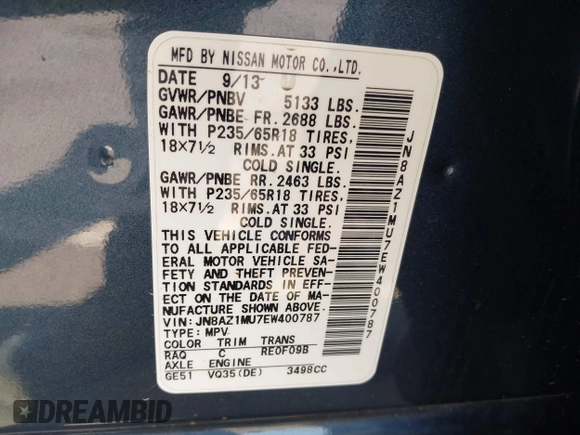 MFD BY NISSAN MOTOR CO.,LTD.
DATE 9/13
GVWR/PNBV 5133 LBS.
GAWR/PNBE FR. 2688 LBS.
WITH P235/65R18 TIRES,
18×7½ RIMS.AT 33 PSI
COLD SINGLE.
GAWR/PNBE RR. 2463 LBS.
WITH P235/65R18 TIRES,
18×7½ RIMS.AT 33 PSI
COLD SINGLE.
THIS VEHICLE CONFORMS
TO ALL APPLICABLE FED-
ERAL MOTOR VEHICLE SA-
FETY AND THEFT PREVEN-
TION STANDARDS IN EFF-
ECT ON THE DATE OF MA-
NUFACTURE SHOWN ABOVE.
VIN: JN8AZ1MU7EW400787
TYPE: MPV
COLOR TRIM TRANS
RAQ C RE0F09B
AXLE ENGINE
GE51 VQ35(DE) 3498CC
JN8AZ1MU7EW400787
DREAMBID